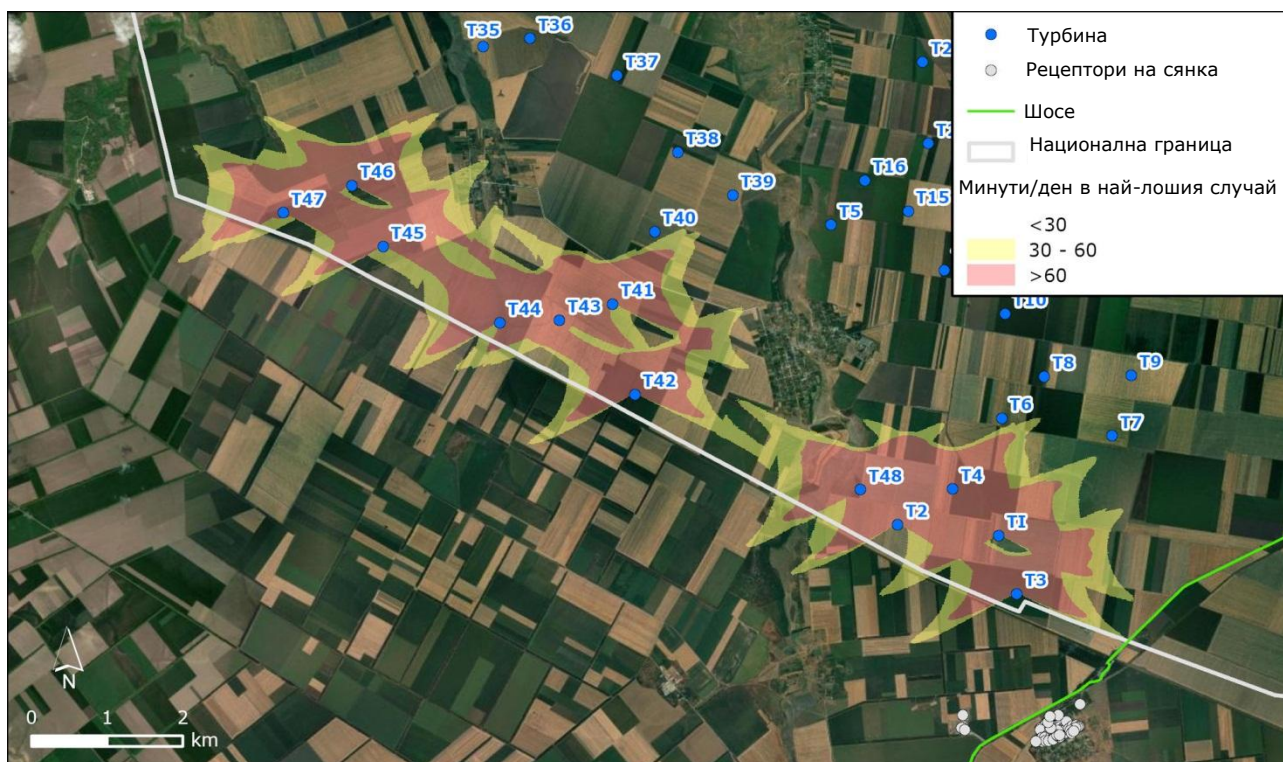 T35
T36
T37
T38
T39
T40
T16
T15
T5
T46
T47
T45
T44
T43
T41
T42
T10
T8
T9
T6
T7
T48
T4
T2
T1
T3
Турбина
Рецептори на сянка
Шосе
Национална граница
Минути/ден в най-лошия случай
<30
30 - 60
>60
N
0 1 2
km